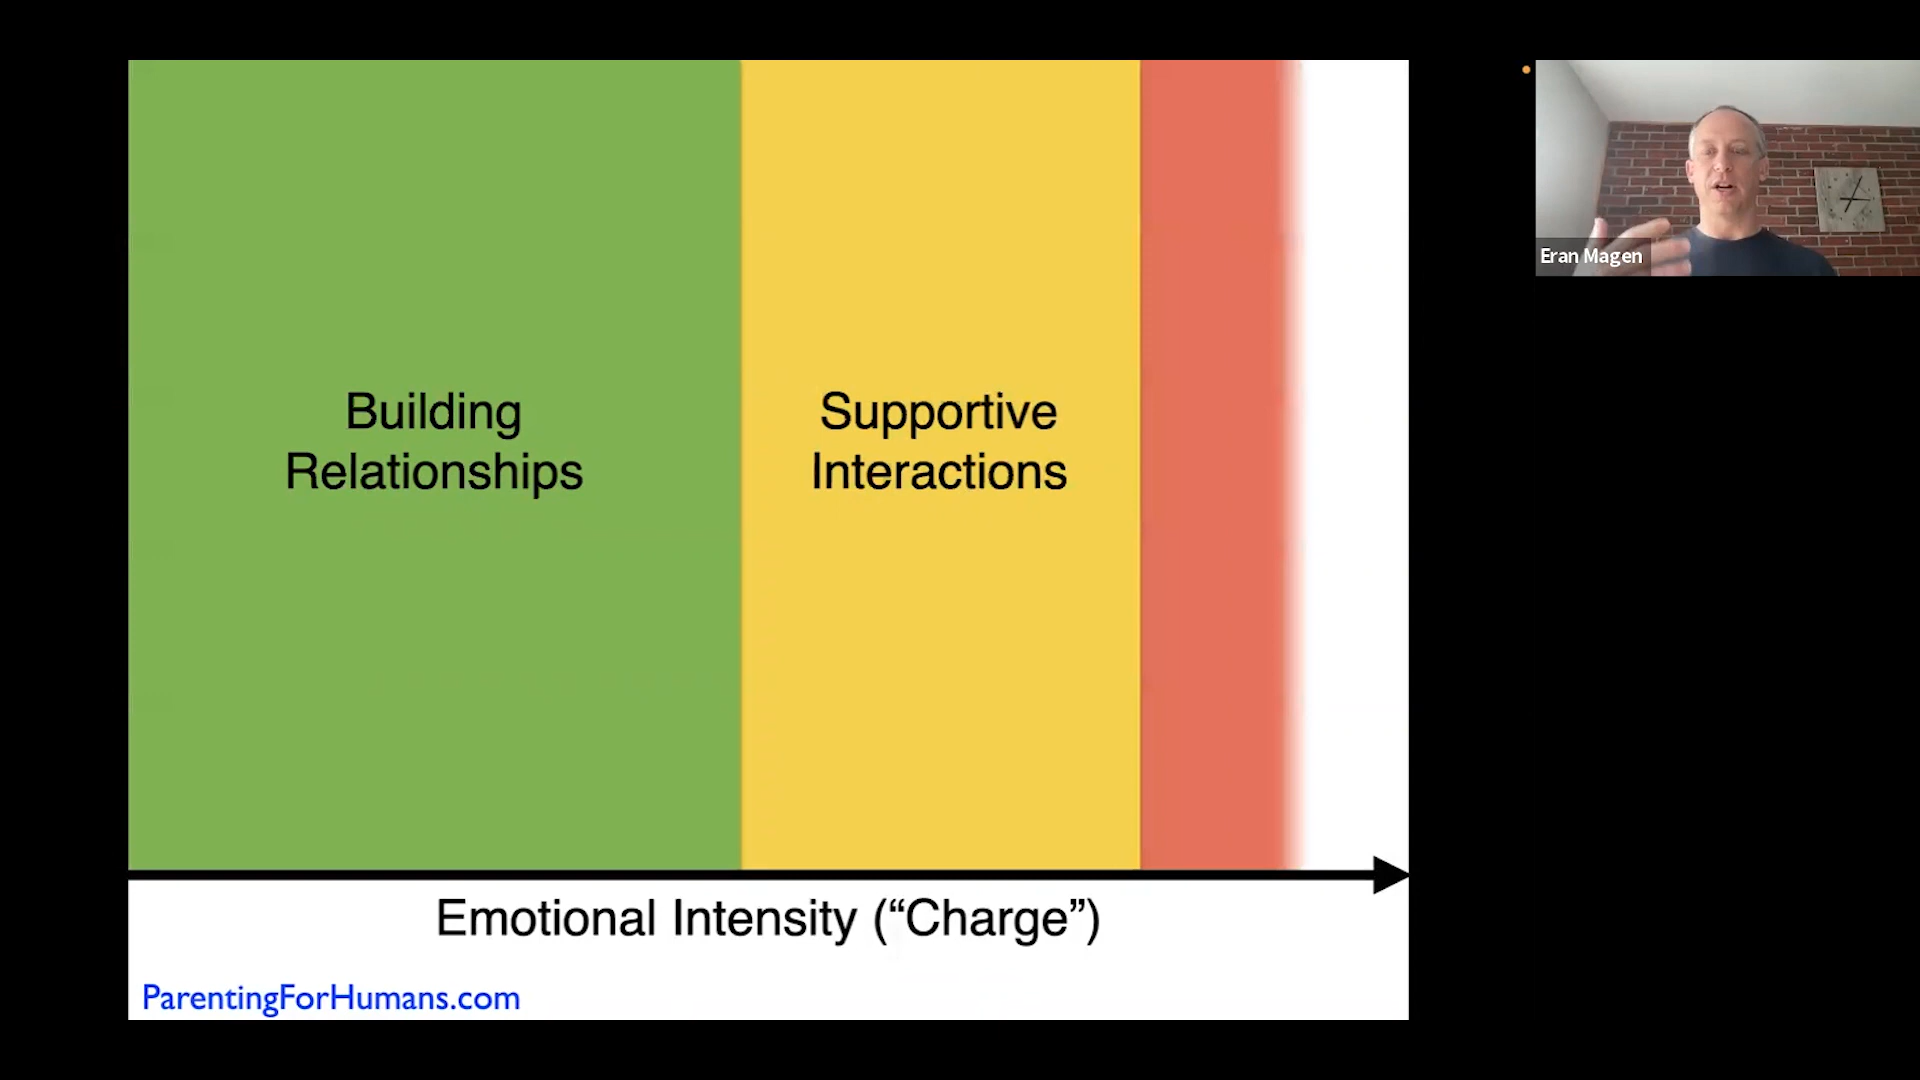 Building
Relationships
Supportive
Interactions
Emotional Intensity (“Charge”)
ParentingForHumans.com
Eran Magen